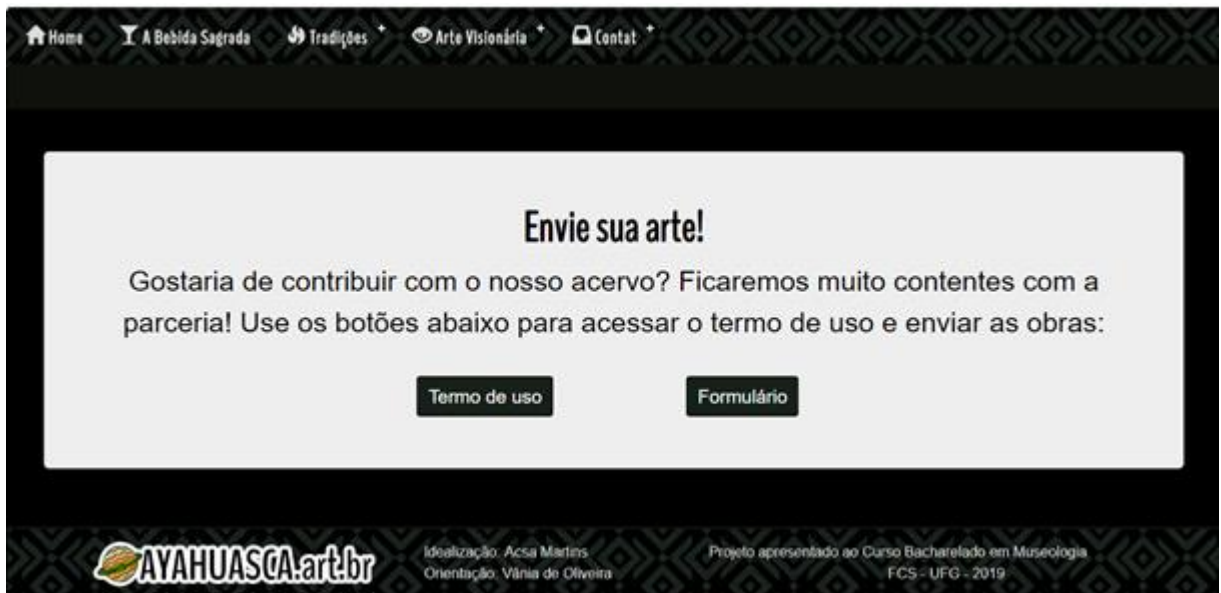 Home A Bebida Sagrada Tradições + Arte Visionária + Contat +
Envie sua arte!
Gostaria de contribuir com o nosso acervo? Ficaremos muito contentes com a
parceria! Use os botões abaixo para acessar o termo de uso e enviar as obras:
Termo de uso Formulário
AYAHUASCA.art.br
Idealização: Acsa Martins
Orientação: Vânia de Oliveira
Projeto apresentado ao Curso Bacharelado em Museologia
FCS - UFG - 2019